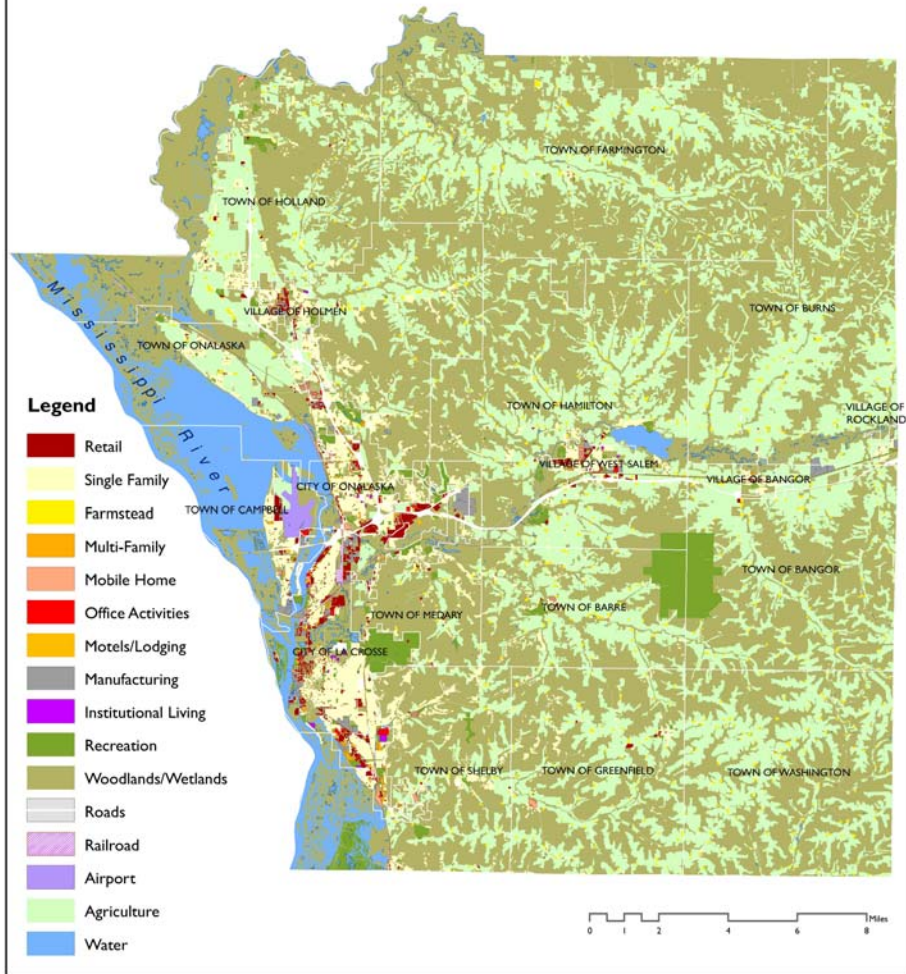 TOWN OF FARMINGTON
TOWN OF HOLLAND
VILLAGE OF HOLMEN
TOWN OF BURNS
TOWN OF ONALASKA
Mississippi River
TOWN OF HAMILTON
VILLAGE OF
ROCKLAND
VILLAGE OF WEST SALEM
VILLAGE OF BANGOR
CITY OF ONALASKA
TOWN OF CAMPBELL
TOWN OF BANGOR
TOWN OF BARRE
TOWN OF MEDARY
CITY OF LA CROSSE
TOWN OF SHELBY
TOWN OF GREENFIELD
TOWN OF WASHINGTON
Legend
Retail
Single Family
Farmstead
Multi-Family
Mobile Home
Office Activities
Motels/Lodging
Manufacturing
Institutional Living
Recreation
Woodlands/Wetlands
Roads
Railroad
Airport
Agriculture
Water
Miles
0 1 2 4 6 8